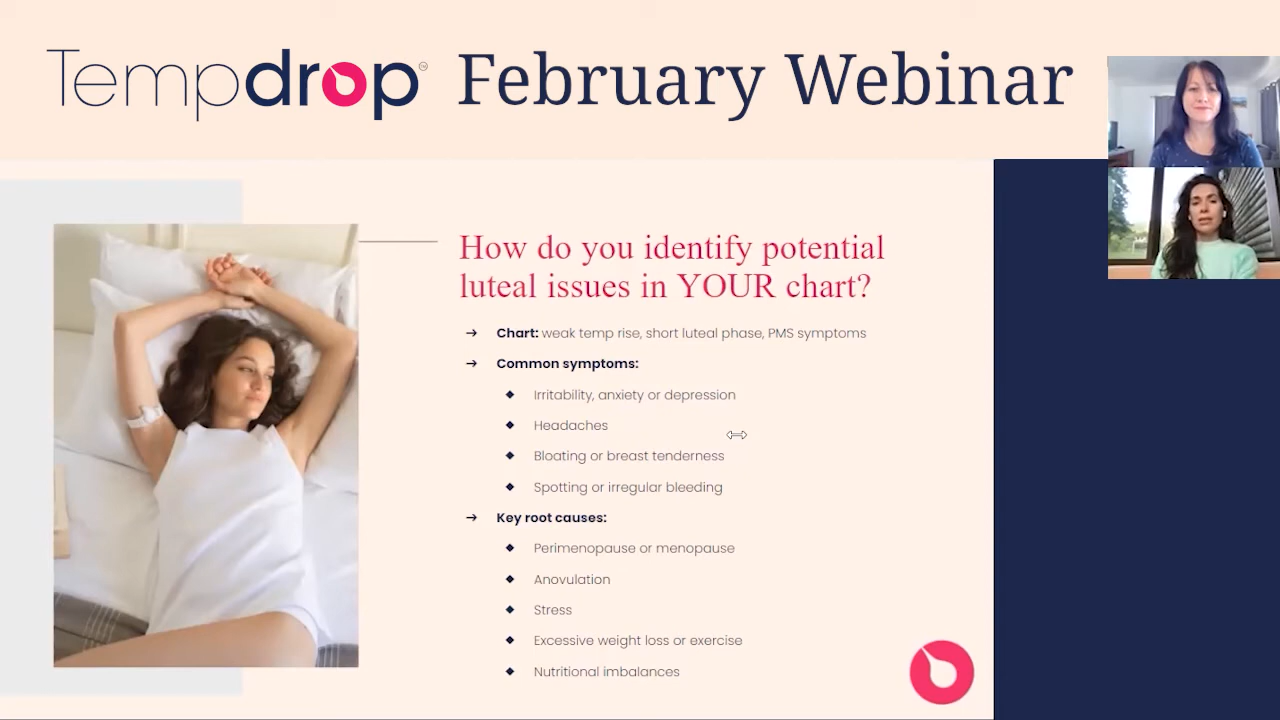 Tempdrop™ February Webinar
How do you identify potential
luteal issues in YOUR chart?
→ Chart: weak temp rise, short luteal phase, PMS symptoms
→ Common symptoms:
❖ Irritability, anxiety or depression
❖ Headaches
❖ Bloating or breast tenderness
❖ Spotting or irregular bleeding
→ Key root causes:
❖ Perimenopause or menopause
❖ Anovulation
❖ Stress
❖ Excessive weight loss or exercise
❖ Nutritional imbalances